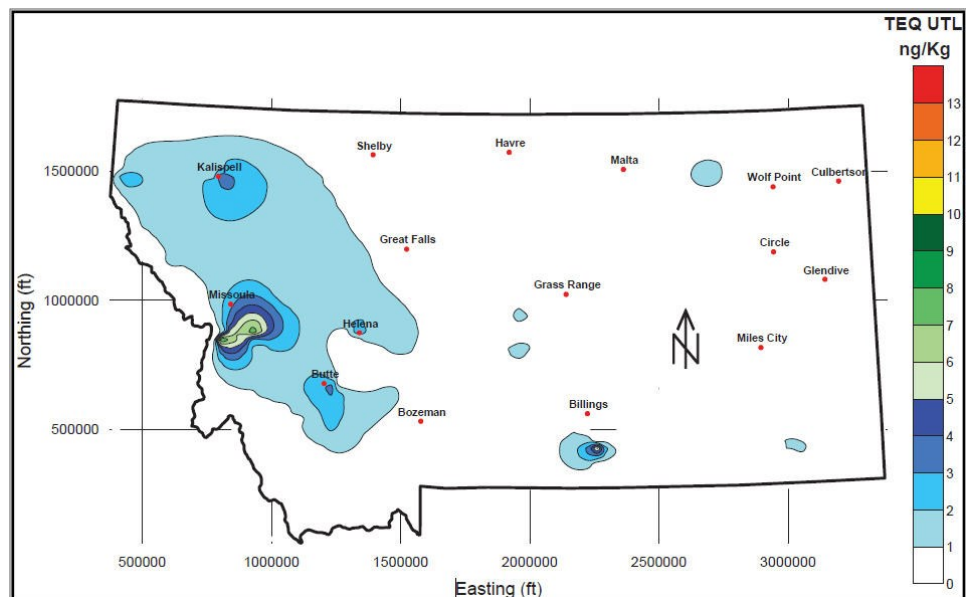 TEQ UTL
ng/Kg
13
12
11
10
9
8
7
6
5
4
3
2
1
0
Northing (ft)
1500000
1000000
500000
Kalispell
Shelby
Havre
Malta
Wolf Point
Culbertson
Great Falls
Circle
Glendive
Grass Range
Missoula
Helena
N
Miles City
Butte
Billings
Bozeman
500000
1000000
1500000
2000000
2500000
3000000
Easting (ft)